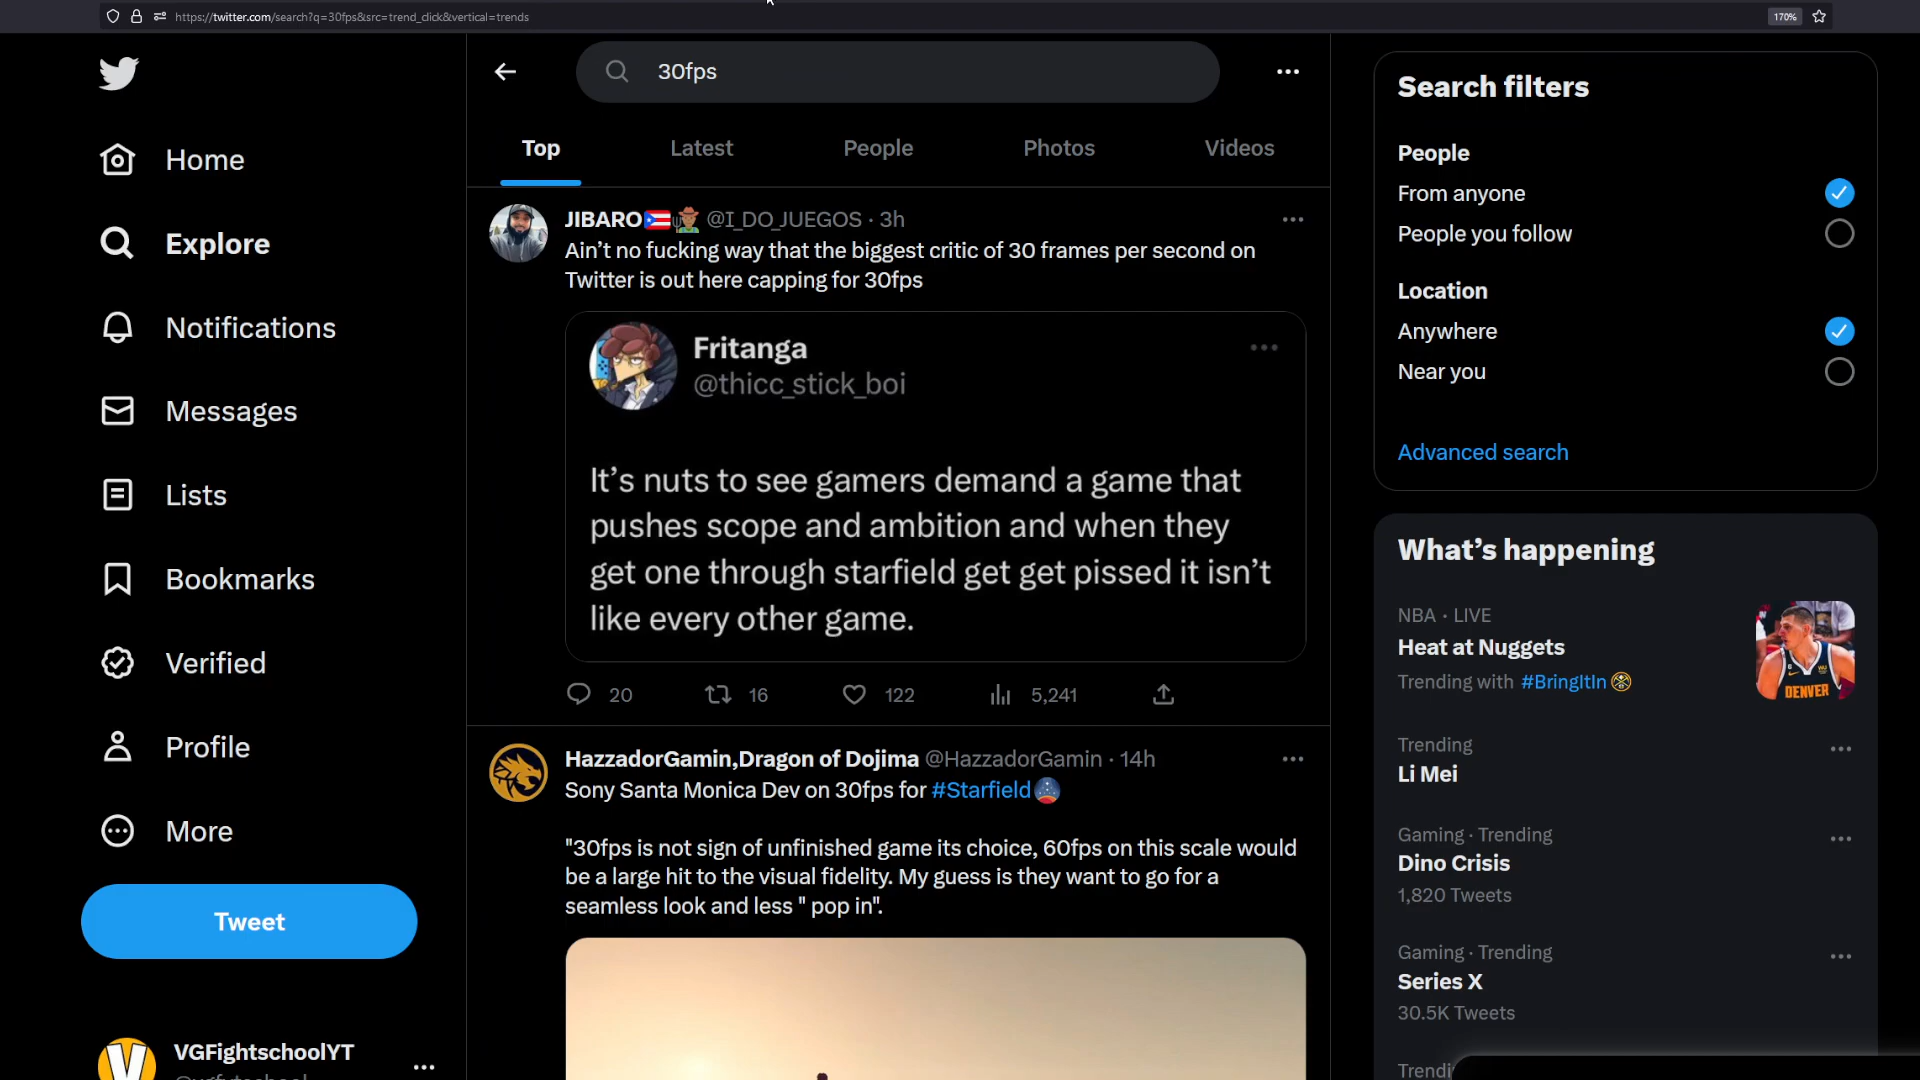 https://twitter.com/search?q=30fps&src=trend_click&vertical=trends
170%
30fps
Top
Latest
People
Photos
Videos
Home
Explore
Notifications
Messages
Lists
Bookmarks
Verified
Profile
More
Tweet
VGFightschoolYT
JIBARO @I_DO_JUEGOS · 3h
Ain't no fucking way that the biggest critic of 30 frames per second on
Twitter is out here capping for 30fps
Fritanga
@thicc_stick_boi
It's nuts to see gamers demand a game that
pushes scope and ambition and when they
get one through starfield get get pissed it isn't
like every other game.
20
16
122
5,241
HazzadorGamin,Dragon of Dojima @HazzadorGamin · 14h
Sony Santa Monica Dev on 30fps for #Starfield
"30fps is not sign of unfinished game its choice, 60fps on this scale would
be a large hit to the visual fidelity. My guess is they want to go for a
seamless look and less " pop in".
Search filters
People
From anyone
People you follow
Location
Anywhere
Near you
Advanced search
What's happening
NBA · LIVE
Heat at Nuggets
Trending with #BringItIn
DENVER
Trending
Li Mei
Gaming · Trending
Dino Crisis
1,820 Tweets
Gaming · Trending
Series X
30.5K Tweets